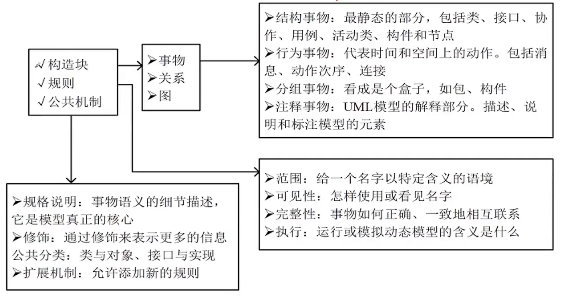 ✓构造块
✓规则
✓公共机制
➢事物
➢关系
➢图
➢结构事物：最静态的部分，包括类、接口、协
作、用例、活动类、构件和节点
➢行为事物：代表时间和空间上的动作。包括消
息、动作次序、连接
➢分组事物：看成是个盒子，如包、构件
➢注释事物：UML模型的解释部分。描述、说
明和标注模型的元素
➢范围：给一个名字以特定含义的语境
➢可见性：怎样使用或看见名字
➢完整性：事物如何正确、一致地相互联系
➢执行：运行或模拟动态模型的含义是什么
➢规格说明：事物语义的细节描述，
它是模型真正的核心
➢修饰：通过修饰来表示更多的信息
公共分类：类与对象、接口与实现
➢扩展机制：允许添加新的规则